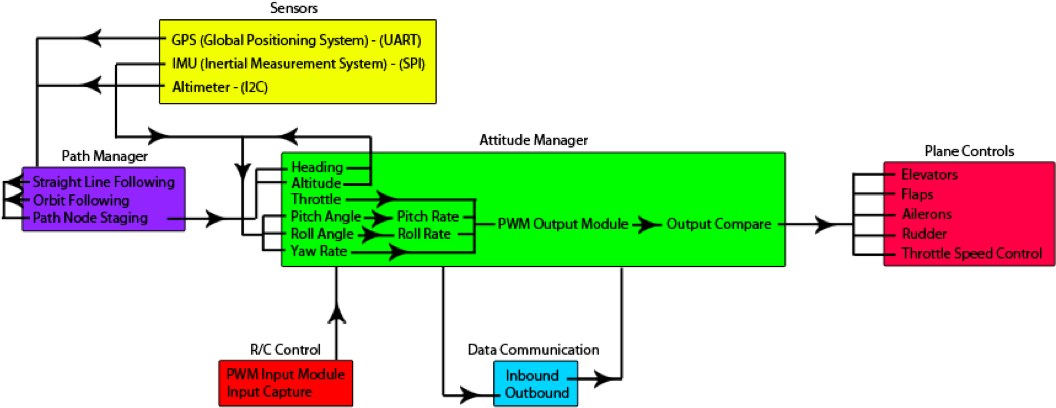 Sensors
GPS (Global Positioning System) - (UART)
IMU (Inertial Measurement System) - (SPI)
Altimeter - (I2C)
Path Manager
Straight Line Following
Orbit Following
Path Node Staging
Attitude Manager
Heading
Altitude
Throttle
Pitch Angle
Pitch Rate
Roll Angle
Roll Rate
Yaw Rate
PWM Output Module
Output Compare
Plane Controls
Elevators
Flaps
Ailerons
Rudder
Throttle Speed Control
R/C Control
PWM Input Module
Input Capture
Data Communication
Inbound
Outbound